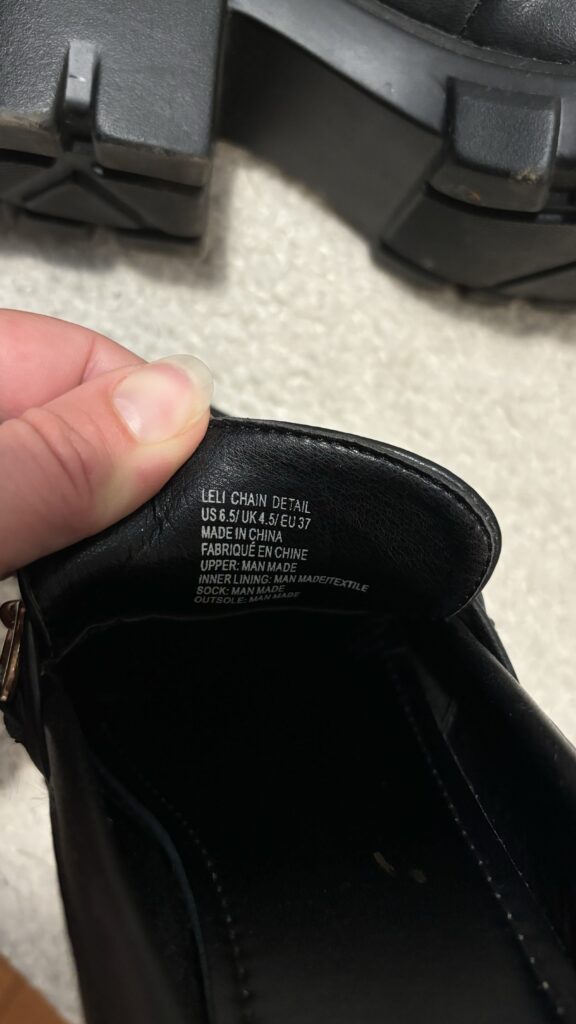 LELI CHAIN DETAIL
US 6.5/ UK 4.5/ EU 37
MADE IN CHINA
FABRIQUÉ EN CHINE
UPPER: MAN MADE
INNER LINING: MAN MADE/TEXTILE
SOCK: MAN MADE
OUTSOLE: MAN MADE